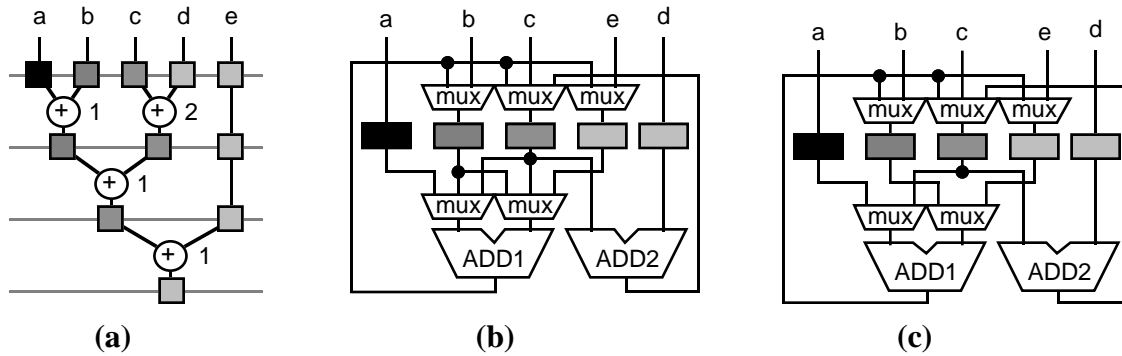 a b c d e
+ 1 + 2
+ 1
+ 1
(a)
a b c e d
mux mux mux
mux mux
ADD1 ADD2
(b)
a b c e d
mux mux mux
mux mux
ADD1 ADD2
(c)